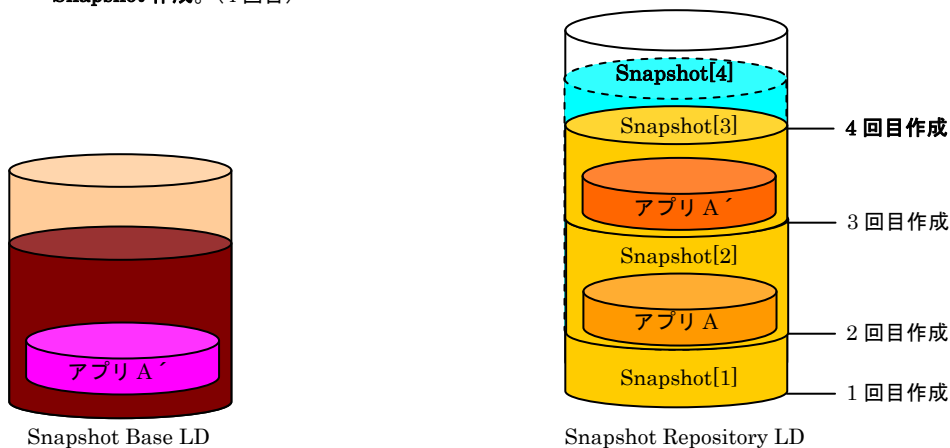 Snapshot 作成。（4 回目）
Snapshot[4]
Snapshot[3]
4 回目作成
アプリ A´
3 回目作成
Snapshot[2]
アプリ A
2 回目作成
アプリ A´
Snapshot[1]
1 回目作成
Snapshot Base LD
Snapshot Repository LD